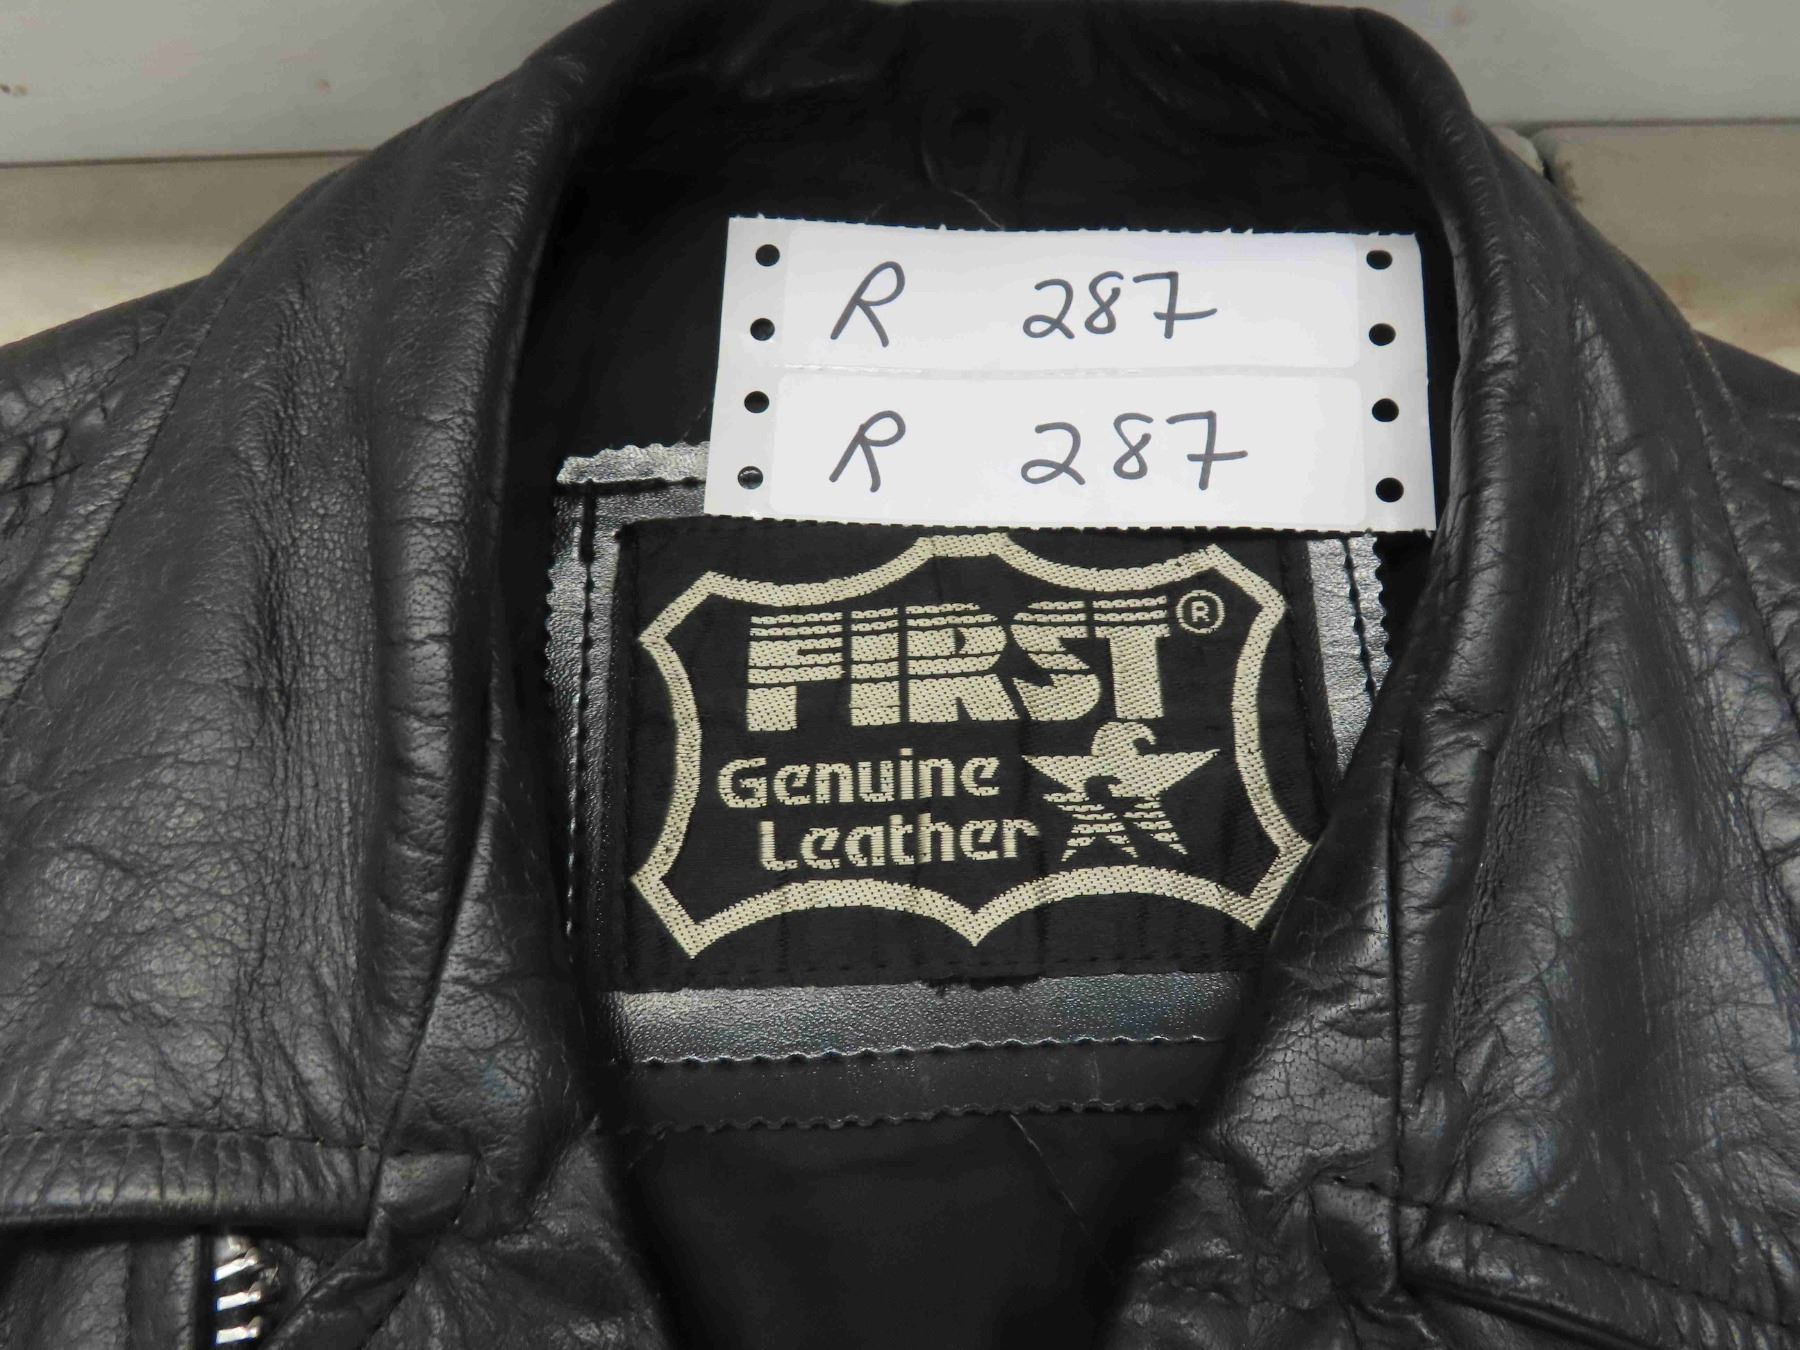 R 287
R 287
FIRST ®
Genuine
Leather